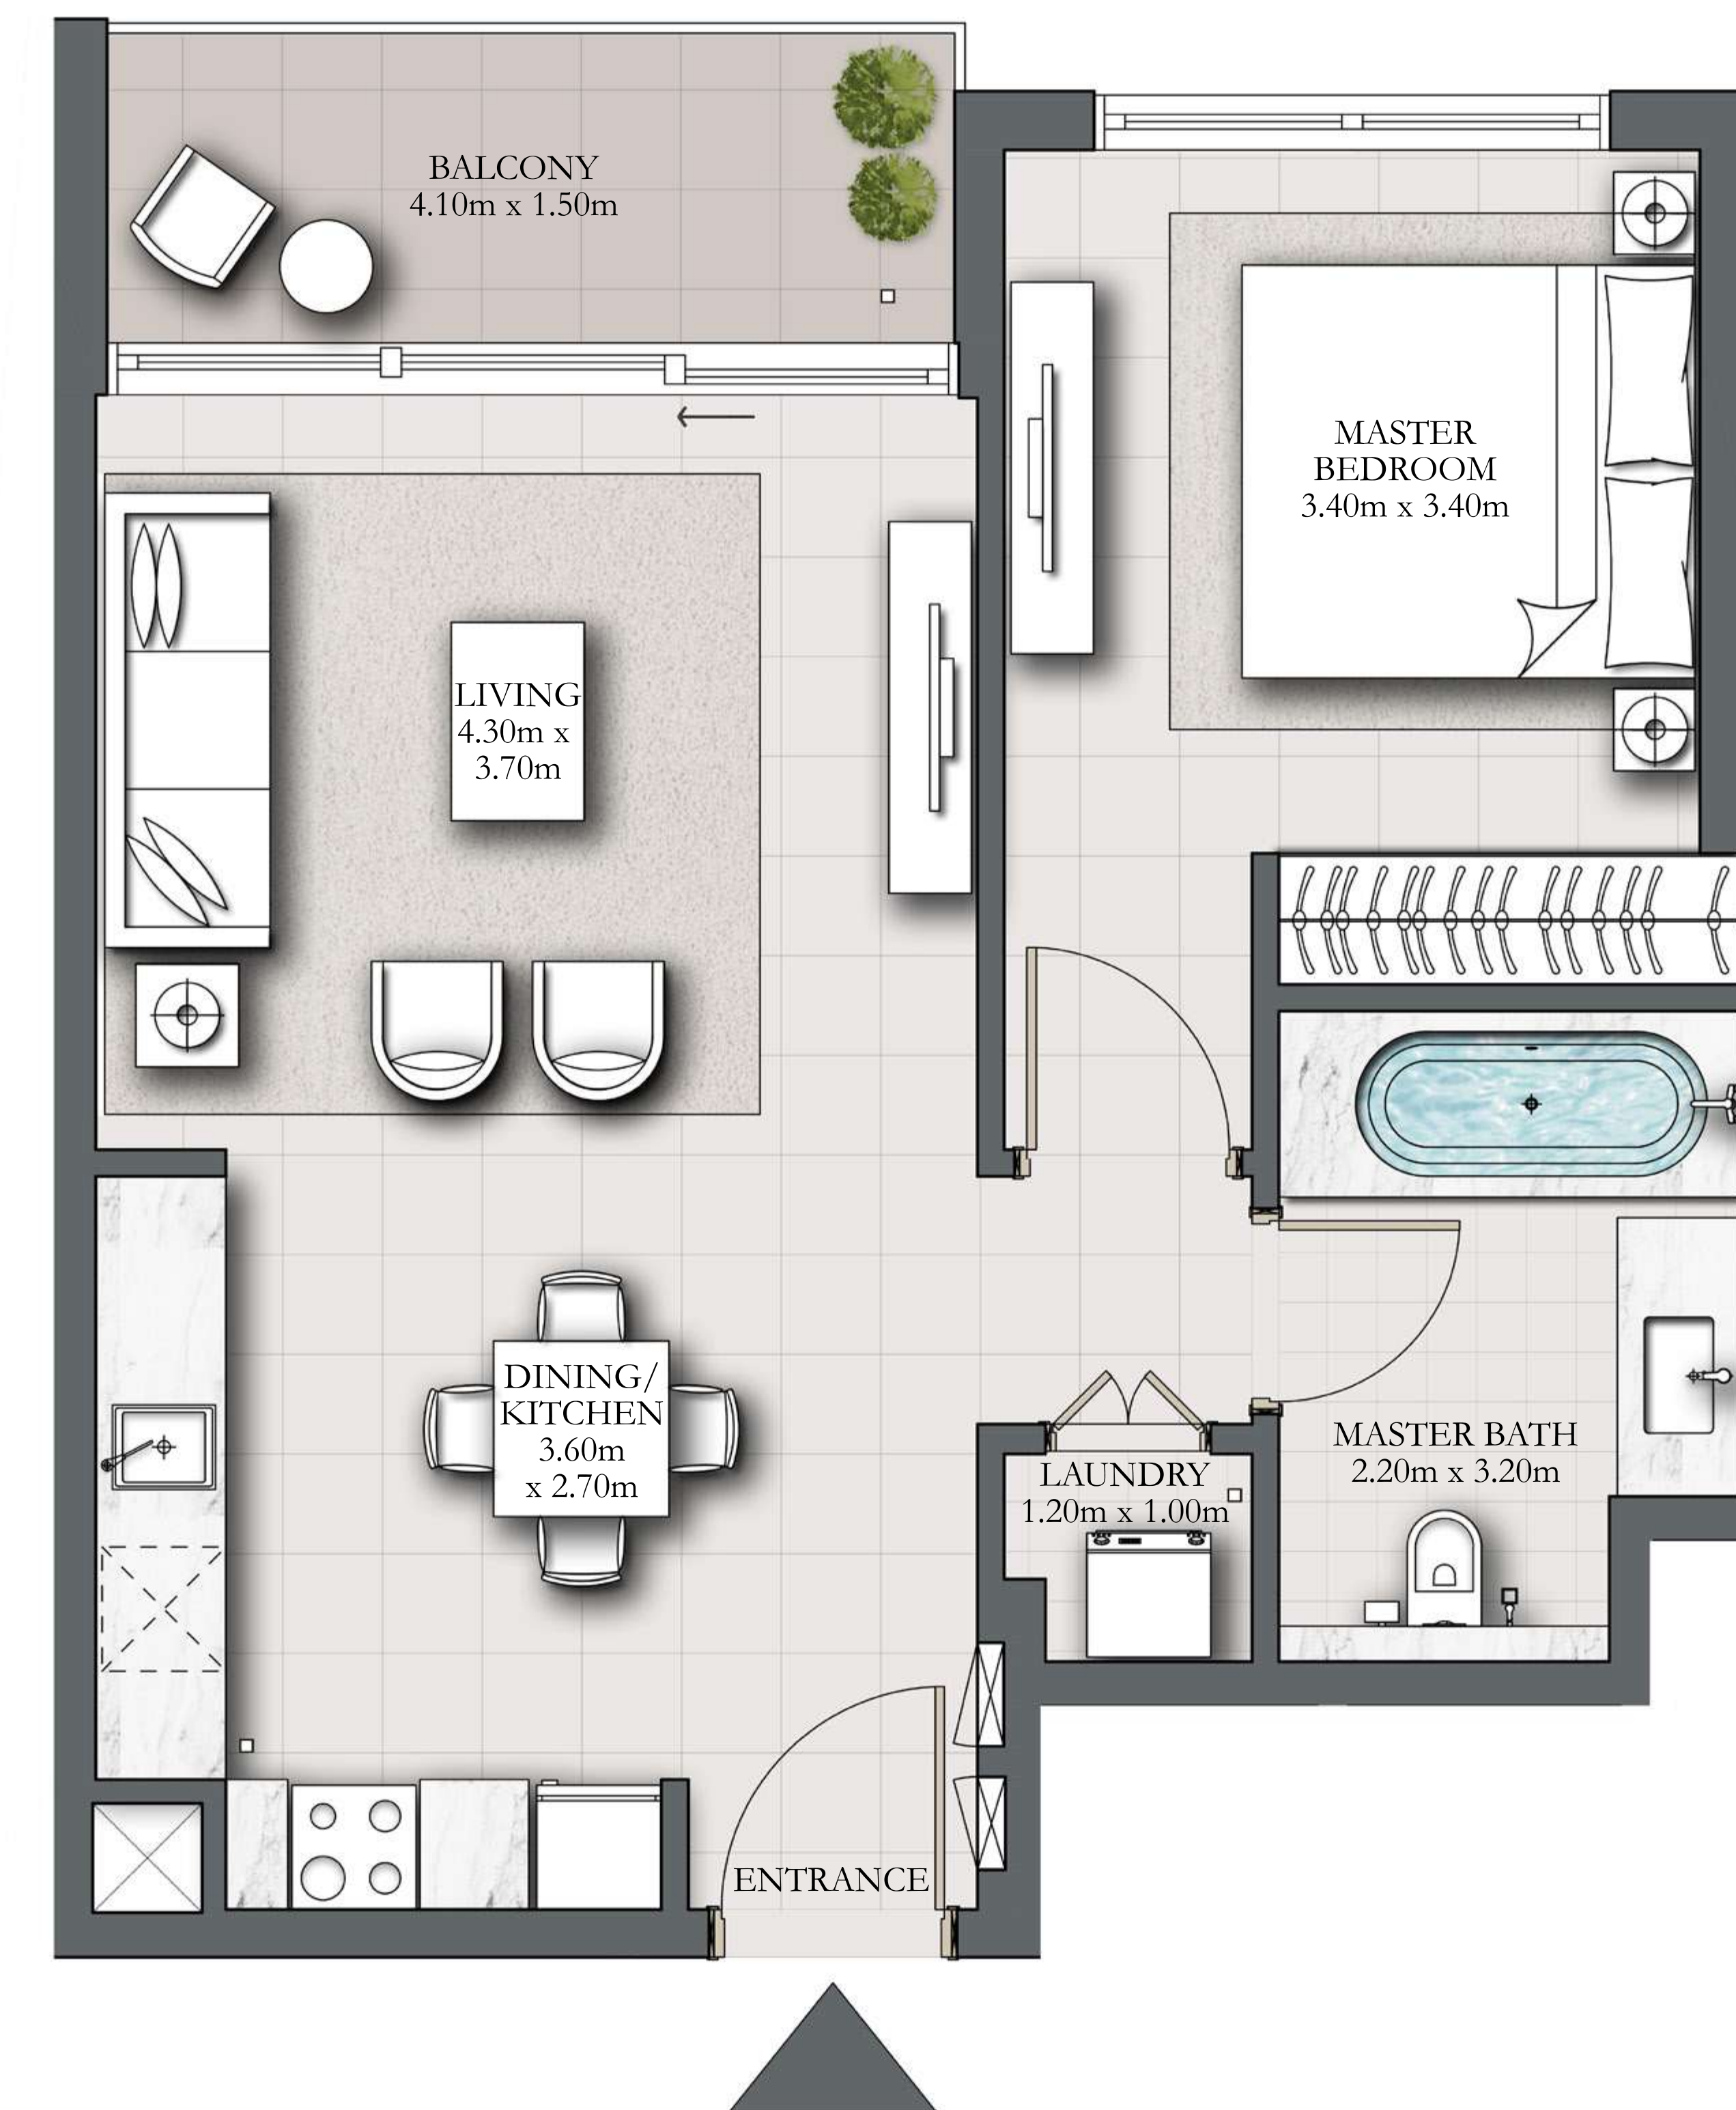 BALCONY
4.10m x 1.50m
MASTER
BEDROOM
3.40m x 3.40m
LIVING
4.30m x
3.70m
DINING/
KITCHEN
3.60m
x 2.70m
LAUNDRY
1.20m x 1.00m
MASTER BATH
2.20m x 3.20m
ENTRANCE